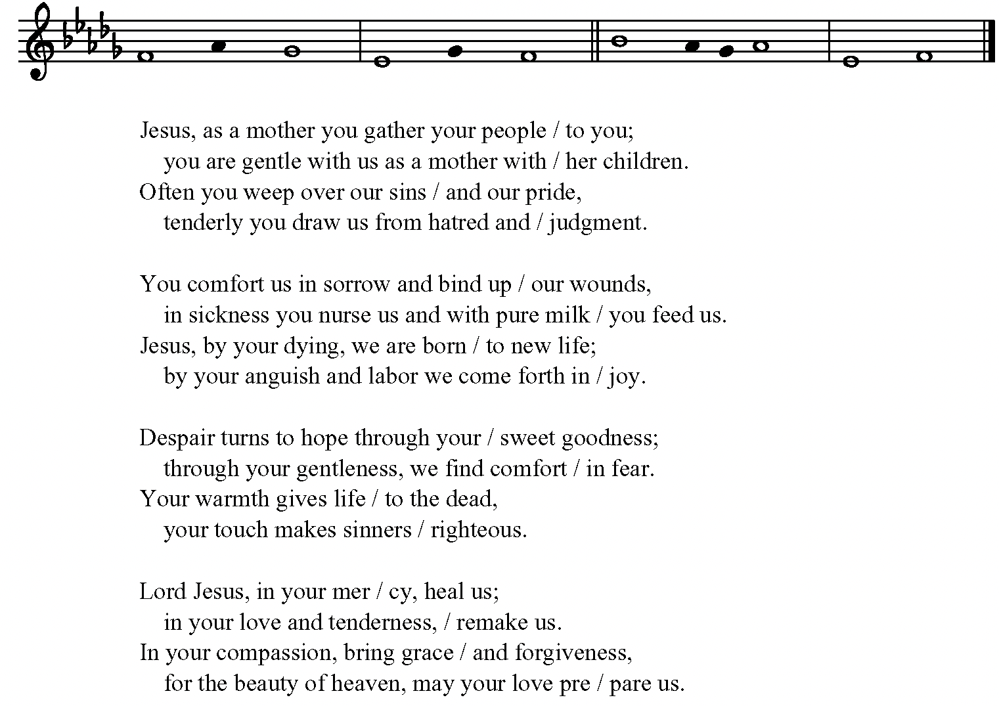 Jesus, as a mother you gather your people / to you;
you are gentle with us as a mother with / her children.
Often you weep over our sins / and our pride,
tenderly you draw us from hatred and / judgment.
You comfort us in sorrow and bind up / our wounds,
in sickness you nurse us and with pure milk / you feed us.
Jesus, by your dying, we are born / to new life;
by your anguish and labor we come forth in / joy.
Despair turns to hope through your / sweet goodness;
through your gentleness, we find comfort / in fear.
Your warmth gives life / to the dead,
your touch makes sinners / righteous.
Lord Jesus, in your mer / cy, heal us;
in your love and tenderness, / remake us.
In your compassion, bring grace / and forgiveness,
for the beauty of heaven, may your love pre / pare us.